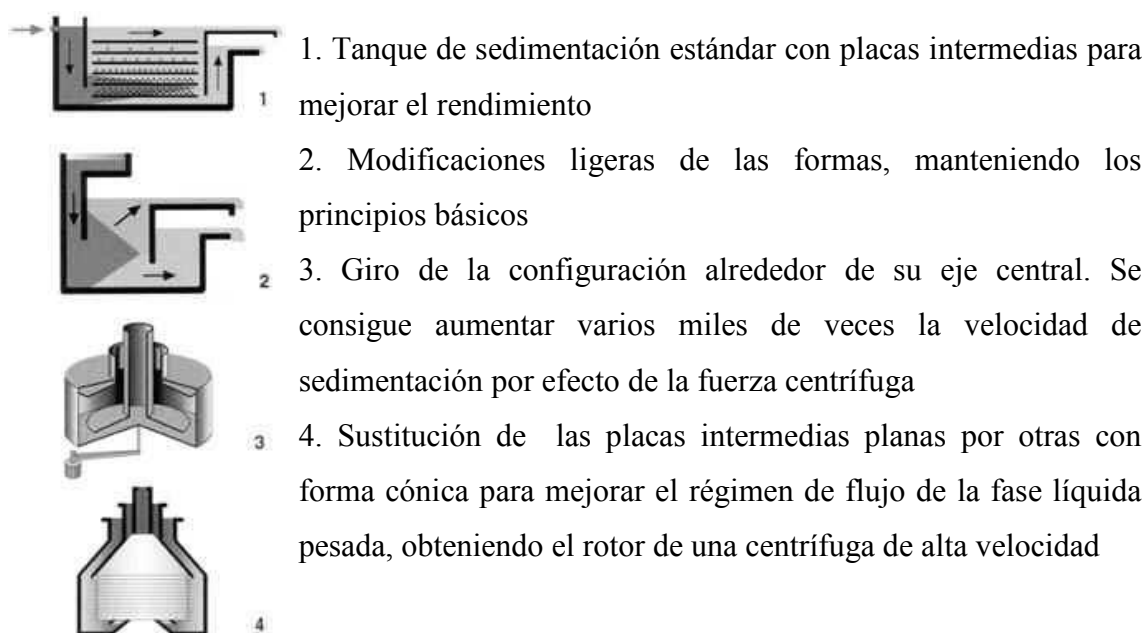 1. Tanque de sedimentación estándar con placas intermedias para
mejorar el rendimiento
2. Modificaciones ligeras de las formas, manteniendo los
principios básicos
3. Giro de la configuración alrededor de su eje central. Se
consigue aumentar varios miles de veces la velocidad de
sedimentación por efecto de la fuerza centrífuga
4. Sustitución de las placas intermedias planas por otras con
forma cónica para mejorar el régimen de flujo de la fase líquida
pesada, obteniendo el rotor de una centrífuga de alta velocidad
1
2
3
4